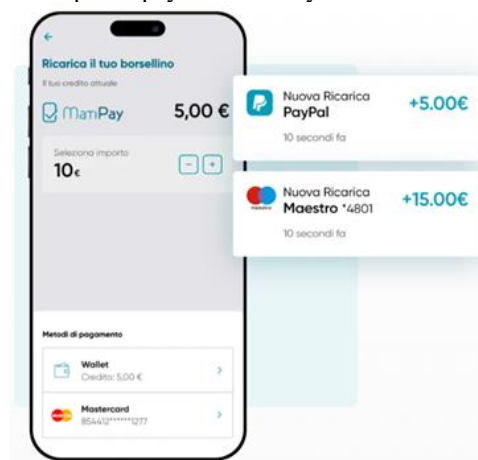 Ricarica il tuo borsellino
Il tuo credito attuale
MaTiPay 5,00 €
Seleziona importo
10€
- +
Nuova Ricarica
PayPal
+5.00€
10 secondi fa
maestro
Nuova Ricarica
Maestro *4801
+15.00€
10 secondi fa
Metodi di pagamento
Wallet
Credito: 5,00 €
Mastercard
854412******1277